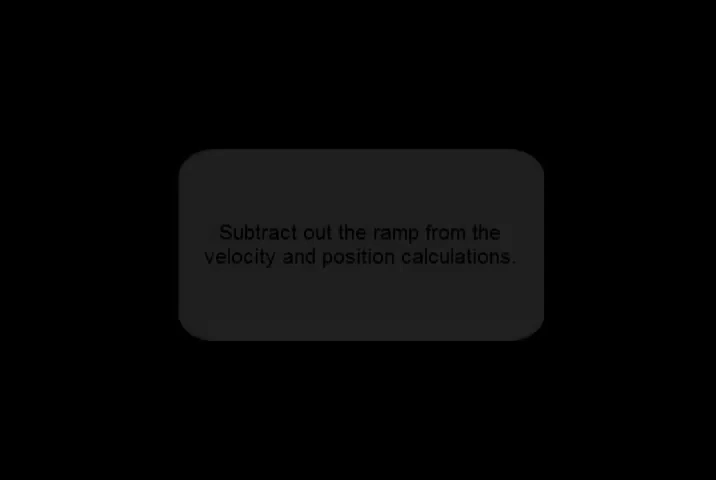 Subtract out the ramp from the
velocity and position calculations.